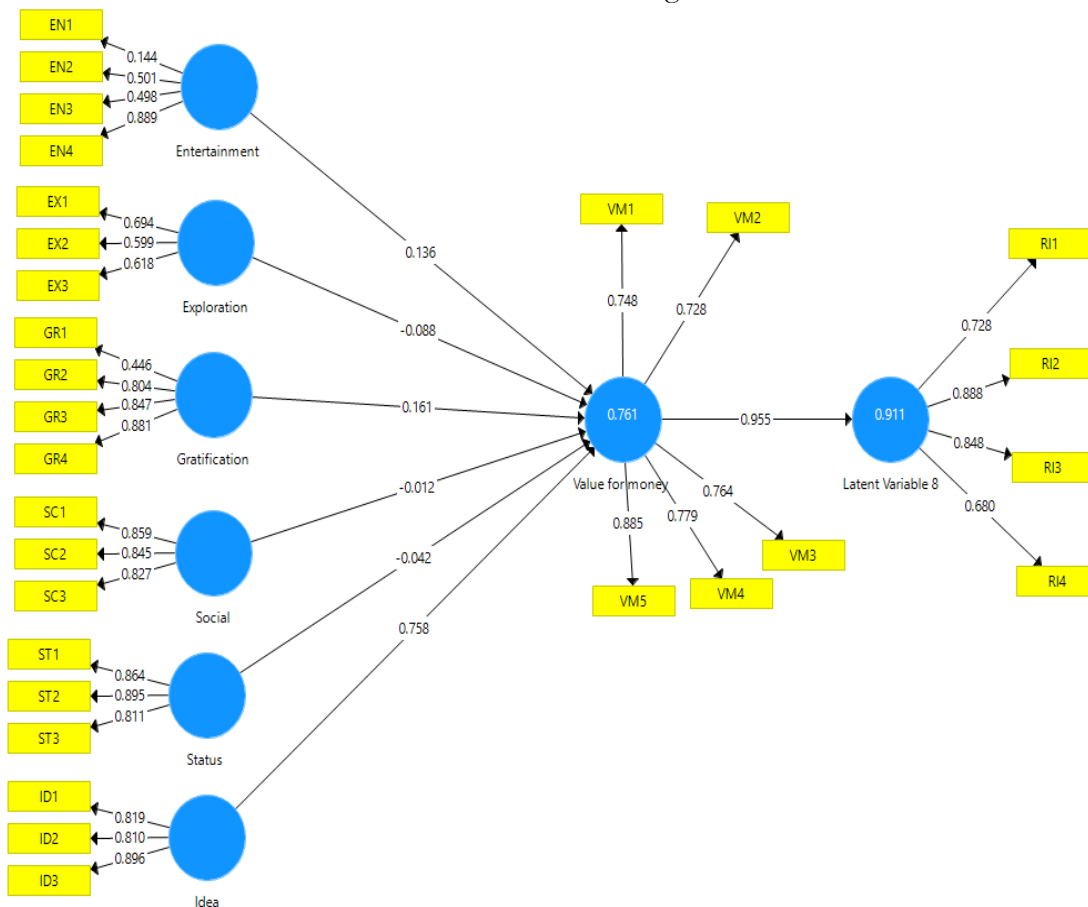 g
EN1
EN2
EN3
EN4
0.144
0.501
0.498
0.889
Entertainment
EX1
EX2
EX3
0.694
0.599
0.618
Exploration
GR1
GR2
GR3
GR4
0.446
0.804
0.847
0.881
Gratification
SC1
SC2
SC3
0.859
0.845
0.827
Social
ST1
ST2
ST3
0.864
0.895
0.811
Status
ID1
ID2
ID3
0.819
0.810
0.896
Idea
0.136
-0.088
0.161
-0.012
-0.042
0.758
VM1
VM2
0.748
0.728
0.761
Value for money
0.885
0.779
0.764
VM5
VM4
VM3
0.955
0.911
Latent Variable 8
RI1
RI2
RI3
RI4
0.728
0.888
0.848
0.680